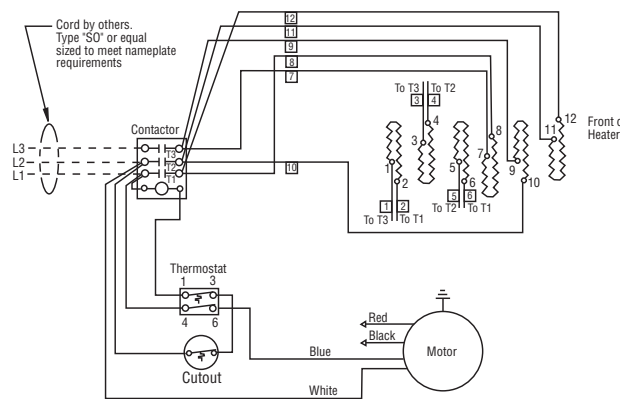 Cord by others.
Type "SO" or equal
sized to meet nameplate
requirements
12
11
9
8
7
10
Contactor
L3
L2
L1
T3
T2
T1
To T3 To T2
3 4
4
3
1
2
1 2
To T3 To T1
5
6
5 6
To T2 To T1
7
8
9
10
11
12
Front o
Heater
Thermostat
1 3
4 6
Cutout
Red
Black
Blue
White
Motor